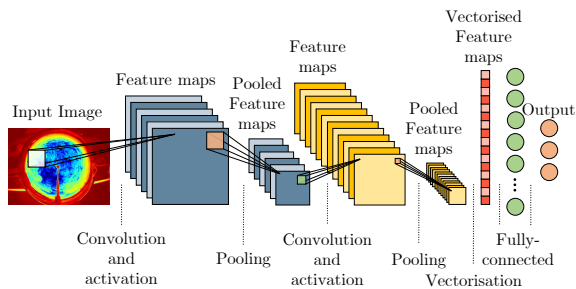 Input Image
Feature maps
Pooled
Feature
maps
Feature
maps
Pooled
Feature
maps
Vectorised
Feature
maps
Output
Convolution
and
activation
Pooling
Convolution
and
activation
Pooling
Vectorisation
Fully-
connected